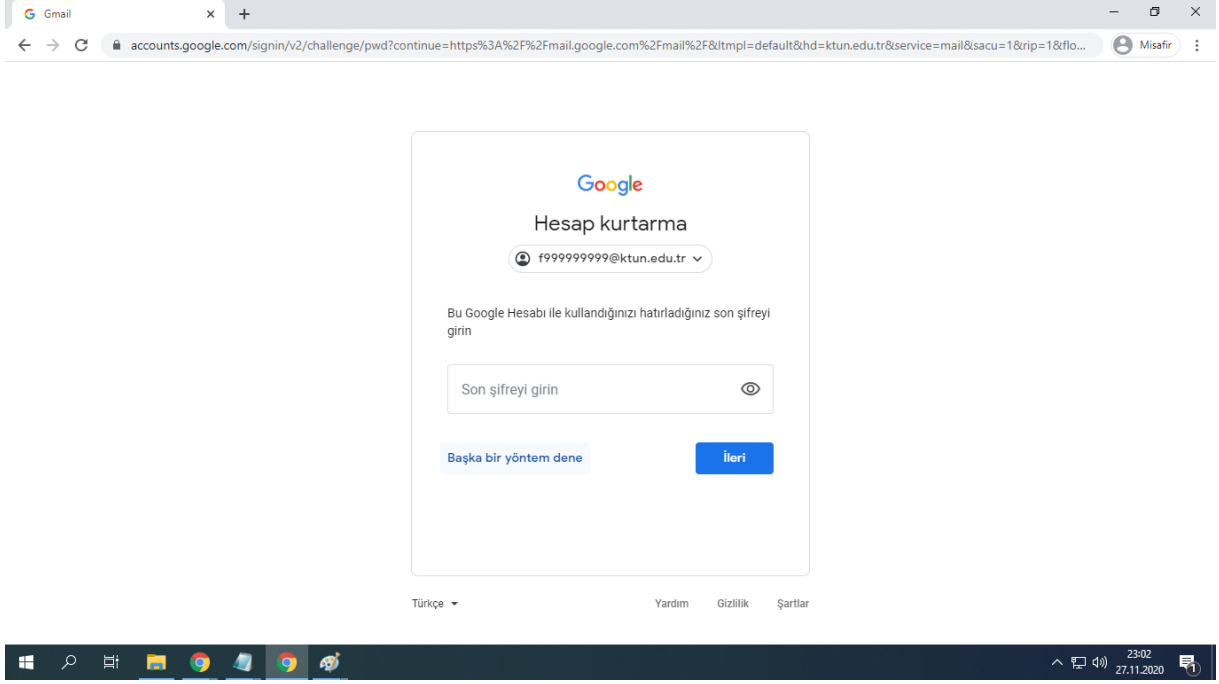 Gmail
accounts.google.com/signin/v2/challenge/pwd?continue=https%3A%2F%2Fmail.google.com%2Fmail%2F&ltmpl=default&hd=ktun.edu.tr&service=mail&sacu=1&rip=1&flo...
Misafir
Google
Hesap kurtarma
f999999999@ktun.edu.tr
Bu Google Hesabı ile kullandığınızı hatırladığınız son şifreyi
girin
Son şifreyi girin
Başka bir yöntem dene
İleri
Türkçe
Yardım Gizlilik Şartlar
23:02
27.11.2020
1